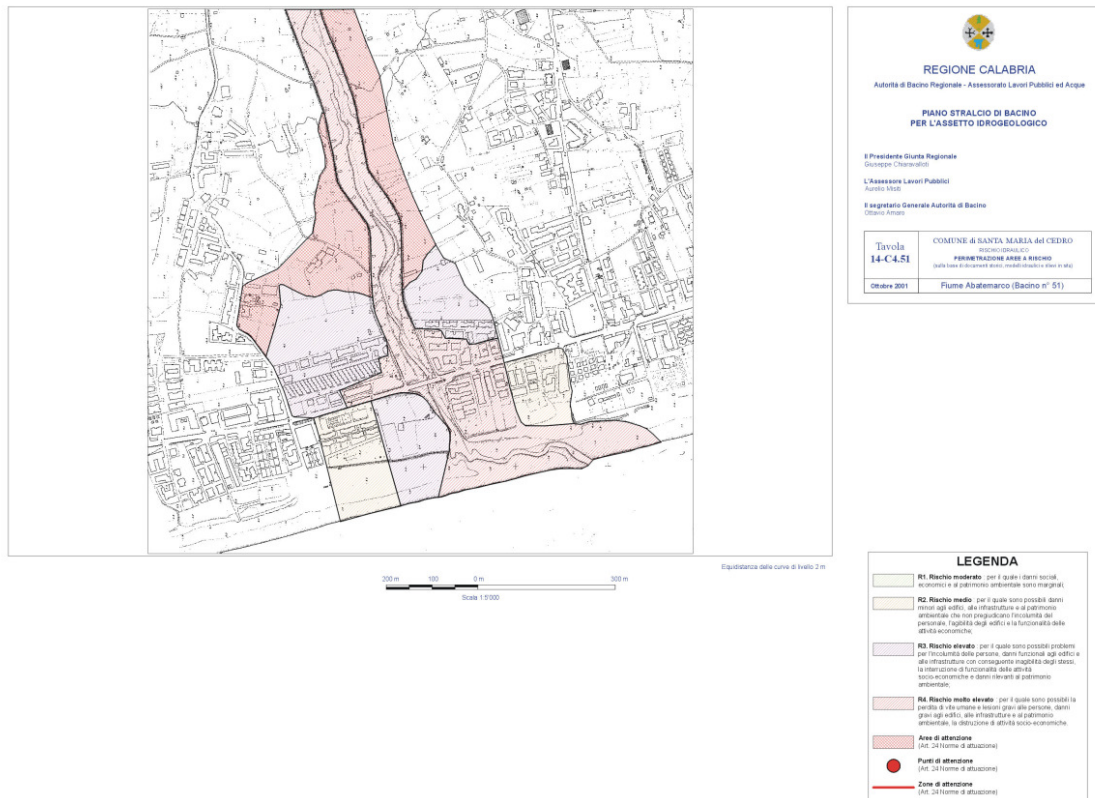 REGIONE CALABRIA
Autorità di Bacino Regionale - Assessorato Lavori Pubblici ed Acque
PIANO STRALCIO DI BACINO
PER L'ASSETTO IDROGEOLOGICO
Il Presidente Giunta Regionale
Giuseppe Chiaravalloti
L'Assessore Lavori Pubblici
Aurelio Misiti
Il segretario Generale Autorità di Bacino
Ottavio Amaro
Tavola
14-C4.51
COMUNE di SANTA MARIA del CEDRO
RISCHIO IDRAULICO
PERIMETRAZIONE AREE A RISCHIO
(sulla base di documenti storici, modelli idraulici e rilievi in situ)
Ottobre 2001
Fiume Abatemarco (Bacino n° 51)
Equidistanza delle curve di livello 2 m
200 m 100 0 m 300 m
Scala 1:5'000
LEGENDA
R1. Rischio moderato : per il quale i danni sociali,
economici e al patrimonio ambientale sono marginali;
R2. Rischio medio : per il quale sono possibili danni
minori agli edifici, alle infrastrutture e al patrimonio
ambientale che non pregiudicano l'incolumità del
personale, l'agibilità degli edifici e la funzionalità delle
attività economiche;
R3. Rischio elevato : per il quale sono possibili problemi
per l'incolumità delle persone, danni funzionali agli edifici e
alle infrastrutture con conseguente inagibilità degli stessi,
la interruzione di funzionalità delle attività
socio-economiche e danni rilevanti al patrimonio
ambientale;
R4. Rischio molto elevato : per il quale sono possibili la
perdita di vite umane e lesioni gravi alle persone, danni
gravi agli edifici, alle infrastrutture e al patrimonio
ambientale, la distruzione di attività socio-economiche.
Aree di attenzione
(Art. 24 Norme di attuazione)
Punti di attenzione
(Art. 24 Norme di attuazione)
Zone di attenzione
(Art. 24 Norme di attuazione)